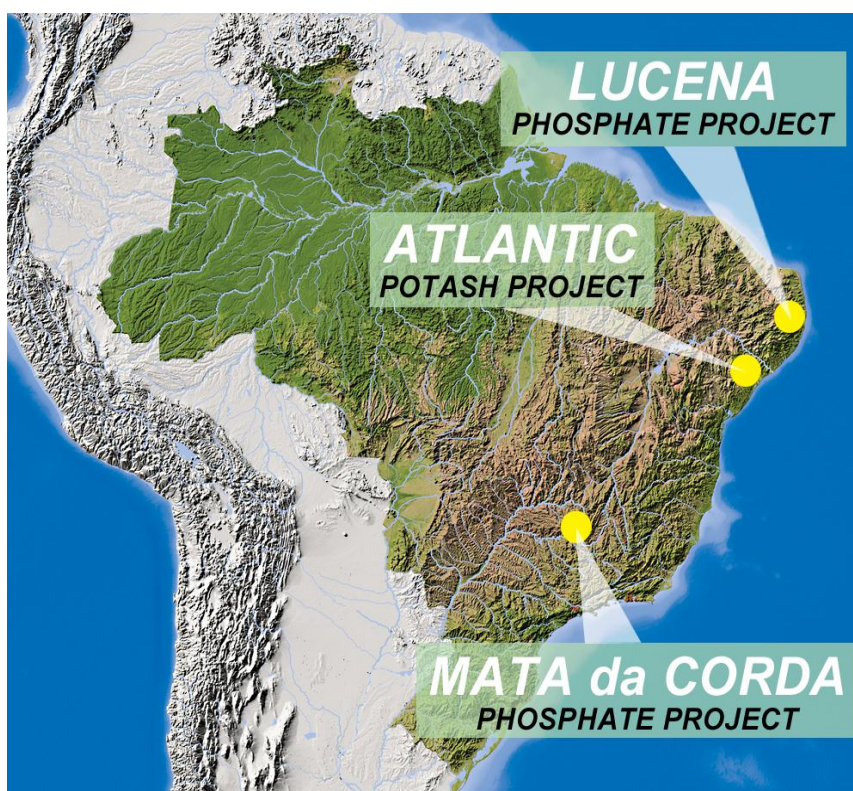 LUCENA
PHOSPHATE PROJECT
ATLANTIC
POTASH PROJECT
MATA da CORDA
PHOSPHATE PROJECT